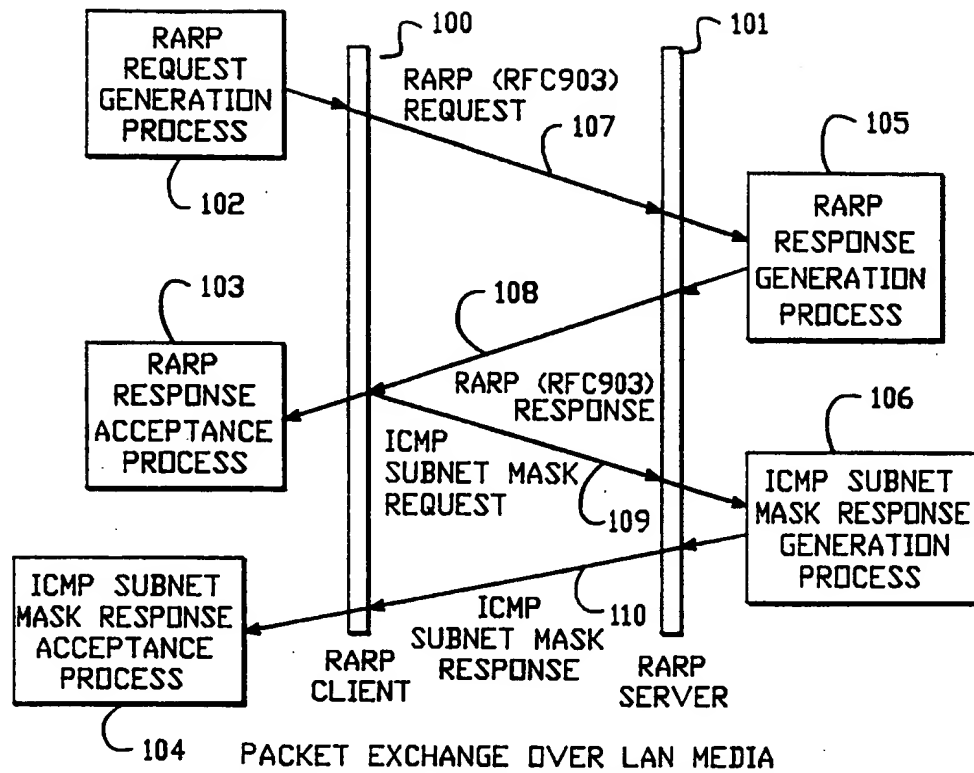 100
101
RARP
REQUEST
GENERATION
PROCESS
102
RARP (RFC903)
REQUEST
107
105
RARP
RESPONSE
GENERATION
PROCESS
103
RARP
RESPONSE
ACCEPTANCE
PROCESS
108
RARP (RFC903)
RESPONSE
106
ICMP
SUBNET MASK
REQUEST
109
ICMP SUBNET
MASK RESPONSE
GENERATION
PROCESS
ICMP SUBNET
MASK RESPONSE
ACCEPTANCE
PROCESS
104
ICMP
SUBNET MASK
RESPONSE
110
RARP
CLIENT
RARP
SERVER
PACKET EXCHANGE OVER LAN MEDIA